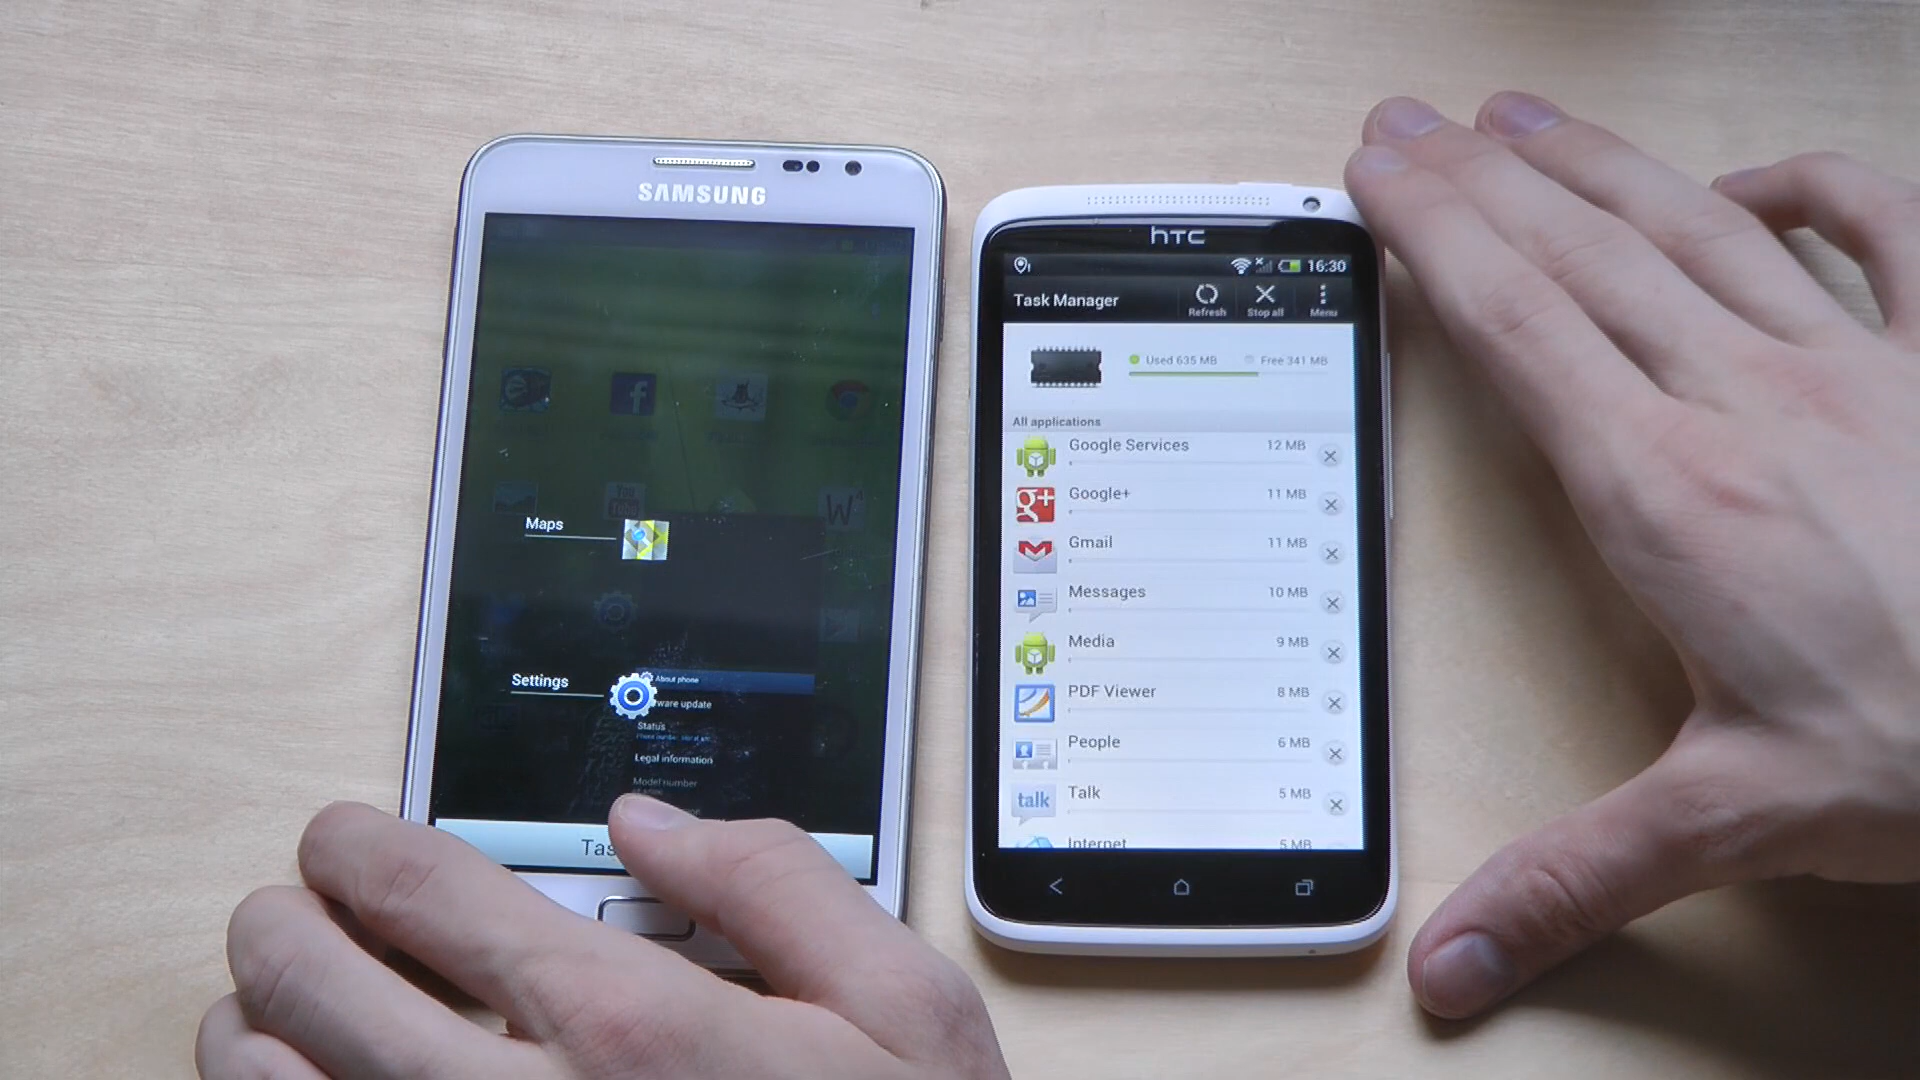 SAMSUNG
Maps
Settings
About phone
ware update
Status
Legal information
Model number
Tas
You
Tube
W
hTC
16:30
Task Manager
Refresh
Stop all
Menu
Used 635 MB
Free 341 MB
All applications
Google Services 12 MB
Google+ 11 MB
Gmail 11 MB
Messages 10 MB
Media 9 MB
PDF Viewer 8 MB
People 6 MB
talk
Talk 5 MB
Internet 5 MB